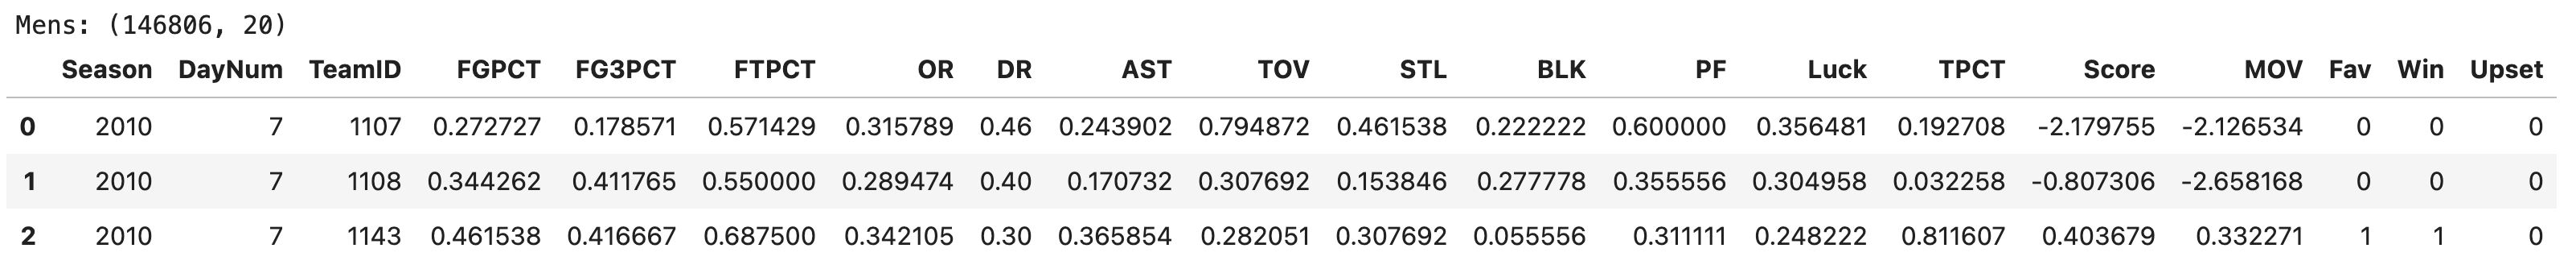 Mens: (146806, 20)
Season DayNum TeamID FGPCT FG3PCT FTPCT OR DR AST TOV STL BLK PF Luck TPCT Score MOV Fav Win Upset
0 2010 7 1107 0.272727 0.178571 0.571429 0.315789 0.46 0.243902 0.794872 0.461538 0.222222 0.600000 0.356481 0.192708 -2.179755 -2.126534 0 0 0
1 2010 7 1108 0.344262 0.411765 0.550000 0.289474 0.40 0.170732 0.307692 0.153846 0.277778 0.355556 0.304958 0.032258 -0.807306 -2.658168 0 0 0
2 2010 7 1143 0.461538 0.416667 0.687500 0.342105 0.30 0.365854 0.282051 0.307692 0.055556 0.311111 0.248222 0.811607 0.403679 0.332271 1 1 0